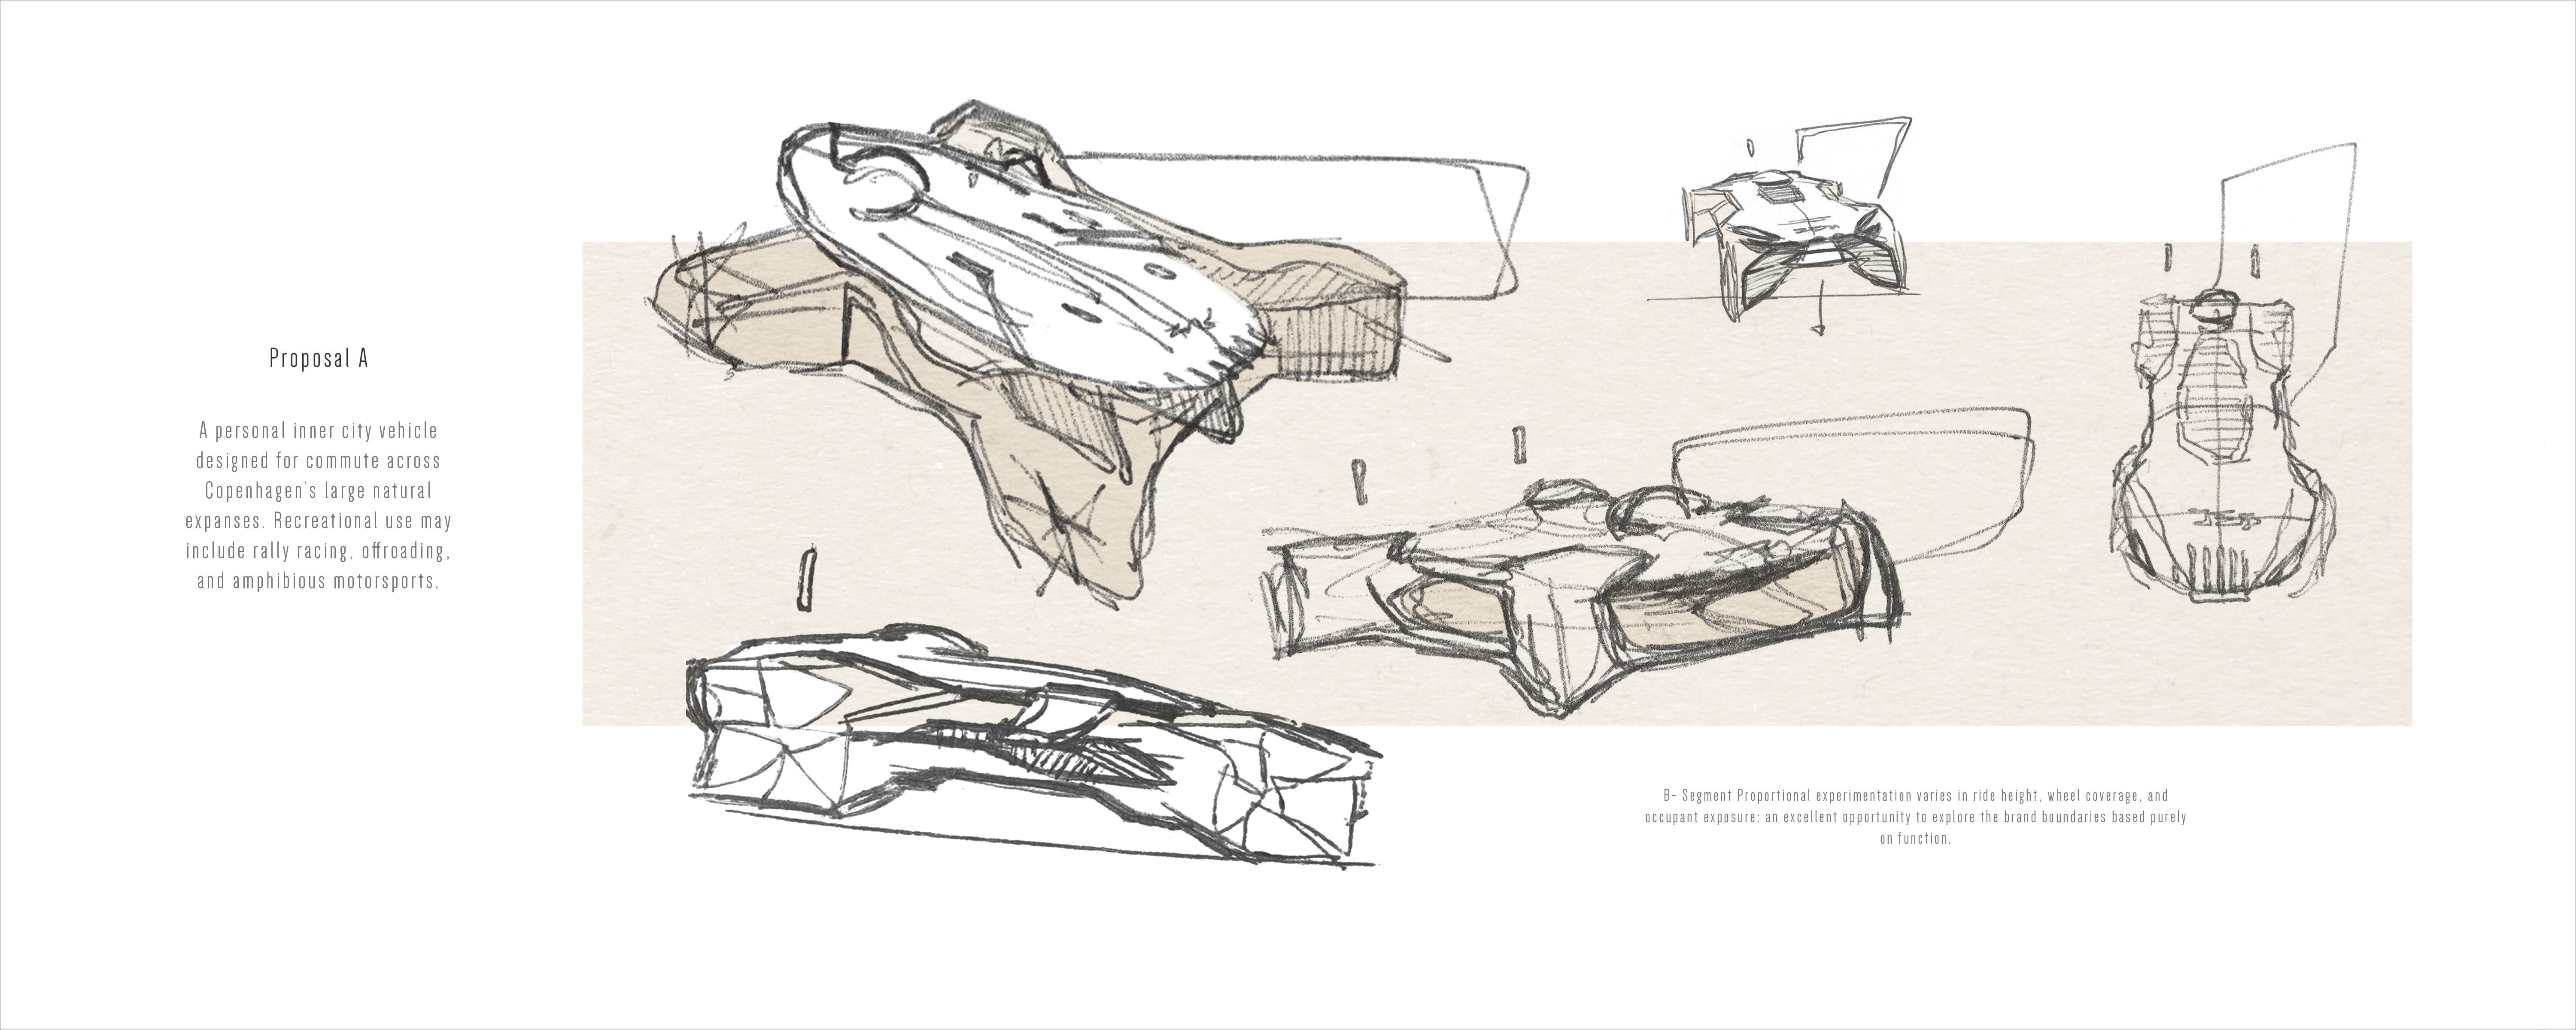 Proposal A
A personal inner city vehicle
designed for commute across
Copenhagen's large natural
expanses. Recreational use may
include rally racing, offroading,
and amphibious motorsports.
B- Segment Proportional experimentation varies in ride height, wheel coverage, and
occupant exposure; an excellent opportunity to explore the brand boundaries based purely
on function.